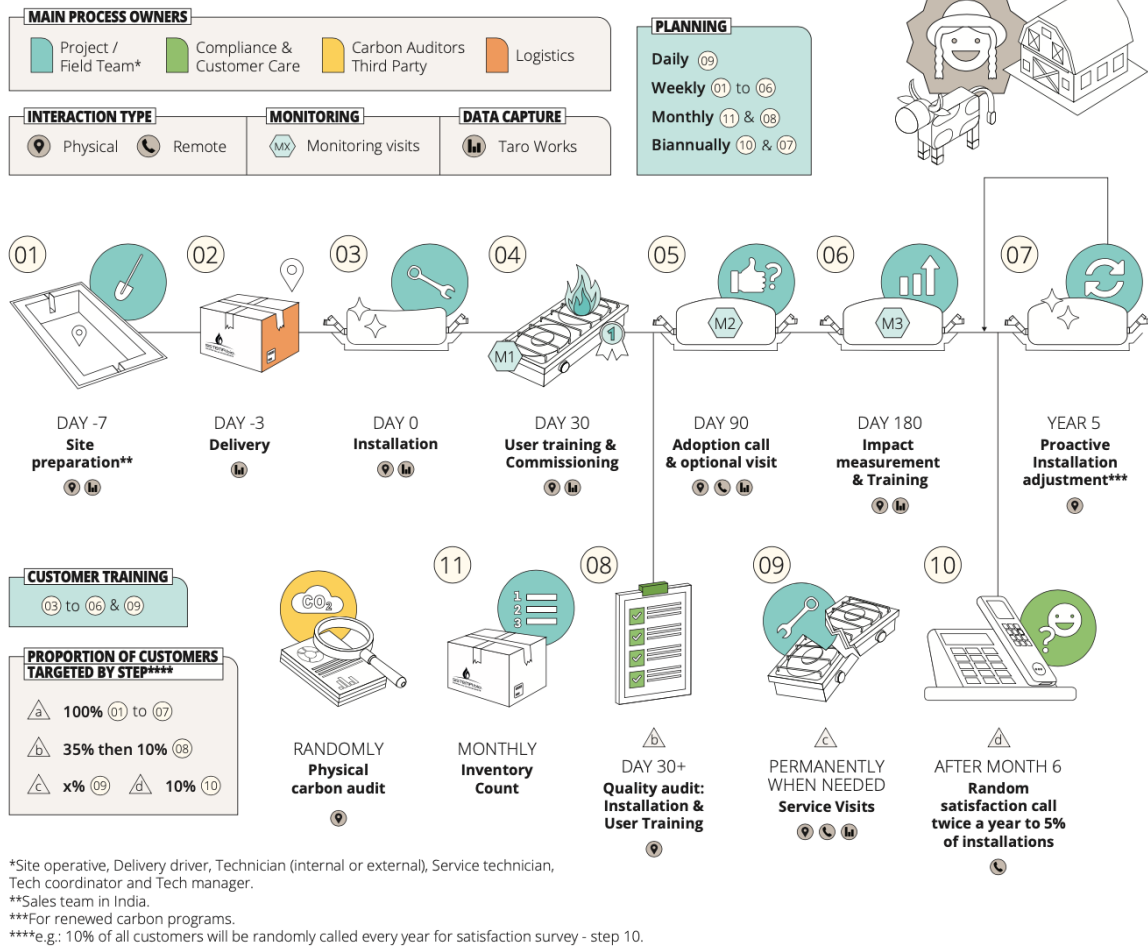 MAIN PROCESS OWNERS
Project /
Field Team*
Compliance &
Customer Care
Carbon Auditors
Third Party
Logistics
INTERACTION TYPE
Physical
Remote
MONITORING
MX
Monitoring visits
DATA CAPTURE
Taro Works
PLANNING
Daily 09
Weekly 01 to 06
Monthly 11 & 08
Biannually 10 & 07
01
02
03
04
05
06
07
M1
1
M2
M3
DAY -7
Site
preparation**
DAY -3
Delivery
DAY 0
Installation
DAY 30
User training &
Commissioning
DAY 90
Adoption call
& optional visit
DAY 180
Impact
measurement
& Training
YEAR 5
Proactive
Installation
adjustment***
CUSTOMER TRAINING
03 to 06 & 09
PROPORTION OF CUSTOMERS
TARGETED BY STEP****
a 100% 01 to 07
b 35% then 10% 08
c x% 09 d 10% 10
CO2
RANDOMLY
Physical
carbon audit
11
1
2
3
MONTHLY
Inventory
Count
08
b
DAY 30+
Quality audit:
Installation &
User Training
09
c
PERMANENTLY
WHEN NEEDED
Service Visits
10
?
d
AFTER MONTH 6
Random
satisfaction call
twice a year to 5%
of installations
*Site operative, Delivery driver, Technician (internal or external), Service technician,
Tech coordinator and Tech manager.
**Sales team in India.
***For renewed carbon programs.
****e.g.: 10% of all customers will be randomly called every year for satisfaction survey - step 10.